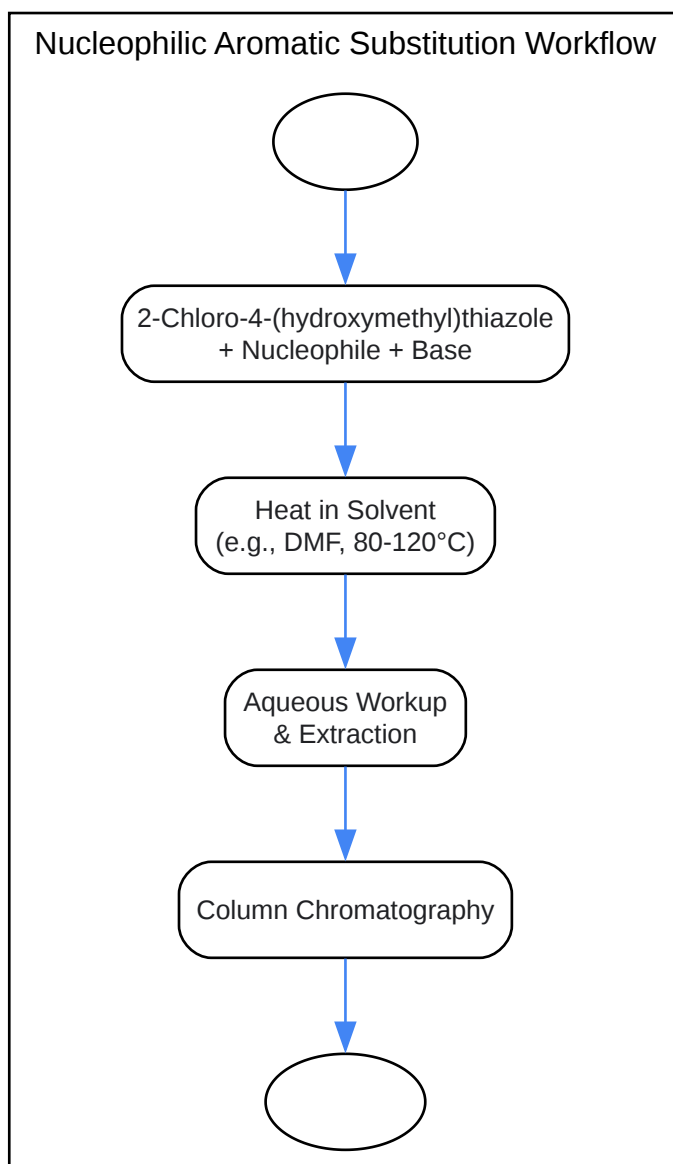 Nucleophilic Aromatic Substitution Workflow
2-Chloro-4-(hydroxymethyl)thiazole
+ Nucleophile + Base
Heat in Solvent
(e.g., DMF, 80-120°C)
Aqueous Workup
& Extraction
Column Chromatography